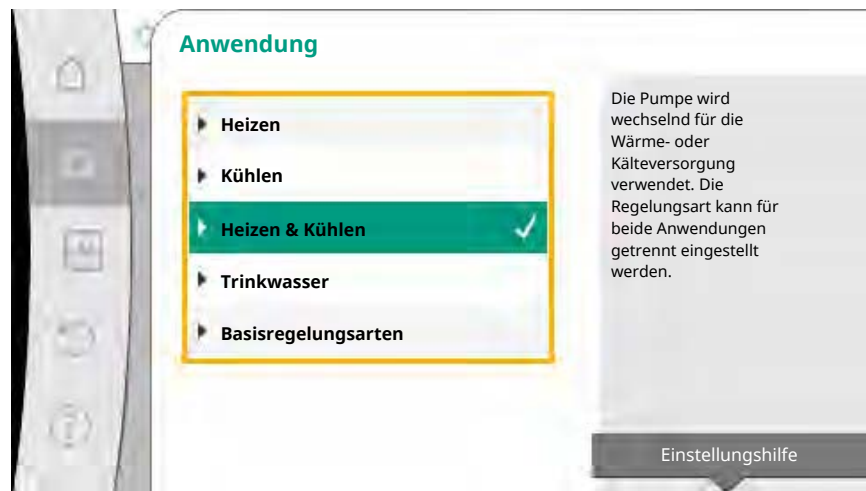 Anwendung
Heizen
Kühlen
Heizen & Kühlen
Trinkwasser
Basisregelungsarten
Die Pumpe wird
wechselnd für die
Wärme- oder
Kälteversorgung
verwendet. Die
Regelungsart kann für
beide Anwendungen
getrennt eingestellt
werden.
Einstellungshilfe